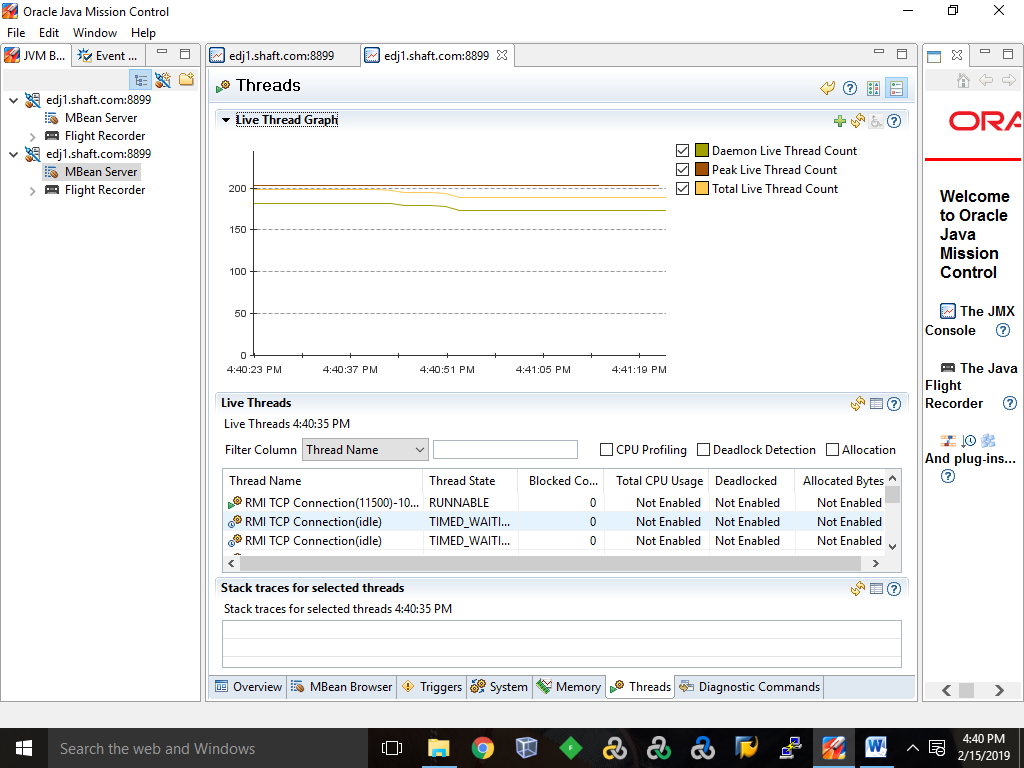 Oracle Java Mission Control
File Edit Window Help
JVM B...
Event ...
edj1.shaft.com:8899
MBean Server
Flight Recorder
edj1.shaft.com:8899
MBean Server
Flight Recorder
edj1.shaft.com:8899
edj1.shaft.com:8899
Threads
Live Thread Graph
200
150
100
50
0
4:40:23 PM 4:40:37 PM 4:40:51 PM 4:41:05 PM 4:41:19 PM
Daemon Live Thread Count
Peak Live Thread Count
Total Live Thread Count
Live Threads
Live Threads 4:40:35 PM
Filter Column Thread Name CPU Profiling Deadlock Detection Allocation
Thread Name Thread State Blocked Co... Total CPU Usage Deadlocked Allocated Bytes
RMI TCP Connection(11500)-10... RUNNABLE 0 Not Enabled Not Enabled Not Enabled
RMI TCP Connection(idle) TIMED_WAITI... 0 Not Enabled Not Enabled Not Enabled
RMI TCP Connection(idle) TIMED_WAITI... 0 Not Enabled Not Enabled Not Enabled
Stack traces for selected threads
Stack traces for selected threads 4:40:35 PM
Overview MBean Browser Triggers System Memory Threads Diagnostic Commands
ORA
Welcome
to Oracle
Java
Mission
Control
The JMX
Console
The Java
Flight
Recorder
And plug-ins...
Search the web and Windows
4:40 PM
2/15/2019